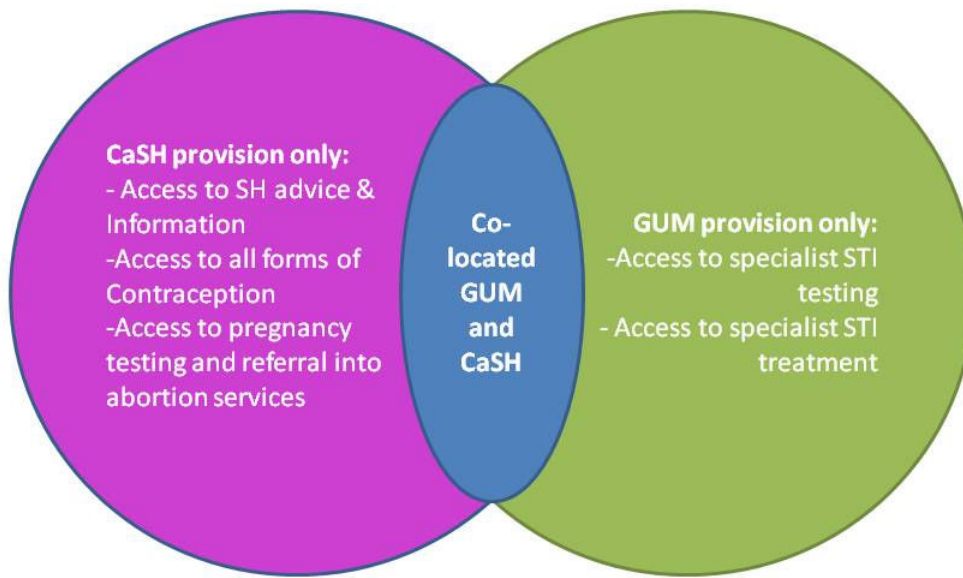 CaSH provision only:
- Access to SH advice &
Information
-Access to all forms of
Contraception
-Access to pregnancy
testing and referral into
abortion services
Co-
located
GUM
and
CaSH
GUM provision only:
-Access to specialist STI
testing
- Access to specialist STI
treatment